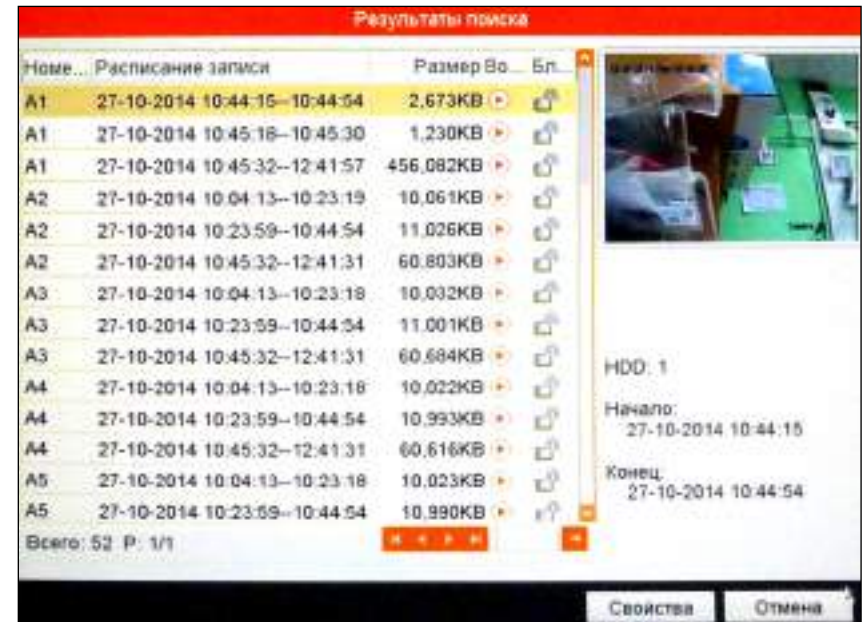 Результаты поиска
Номе... Расписание записи Размер Во... Бл...
A1 27-10-2014 10:44:15--10:44:54 2,673KB
A1 27-10-2014 10:45:18--10:45:30 1,230KB
A1 27-10-2014 10:45:32--12:41:57 456,082KB
A2 27-10-2014 10:04:13--10:23:19 10,061KB
A2 27-10-2014 10:23:59--10:44:54 11,026KB
A2 27-10-2014 10:45:32--12:41:31 60,803KB
A3 27-10-2014 10:04:13--10:23:18 10,032KB
A3 27-10-2014 10:23:59--10:44:54 11,001KB
A3 27-10-2014 10:45:32--12:41:31 60,684KB
A4 27-10-2014 10:04:13--10:23:18 10,022KB
A4 27-10-2014 10:23:59--10:44:54 10,993KB
A4 27-10-2014 10:45:32--12:41:31 60,616KB
A5 27-10-2014 10:04:13--10:23:18 10,023KB
A5 27-10-2014 10:23:59--10:44:54 10,990KB
Всего: 52 P: 1/1
HDD: 1
Начало:
27-10-2014 10:44:15
Конец:
27-10-2014 10:44:54
Свойства Отмена